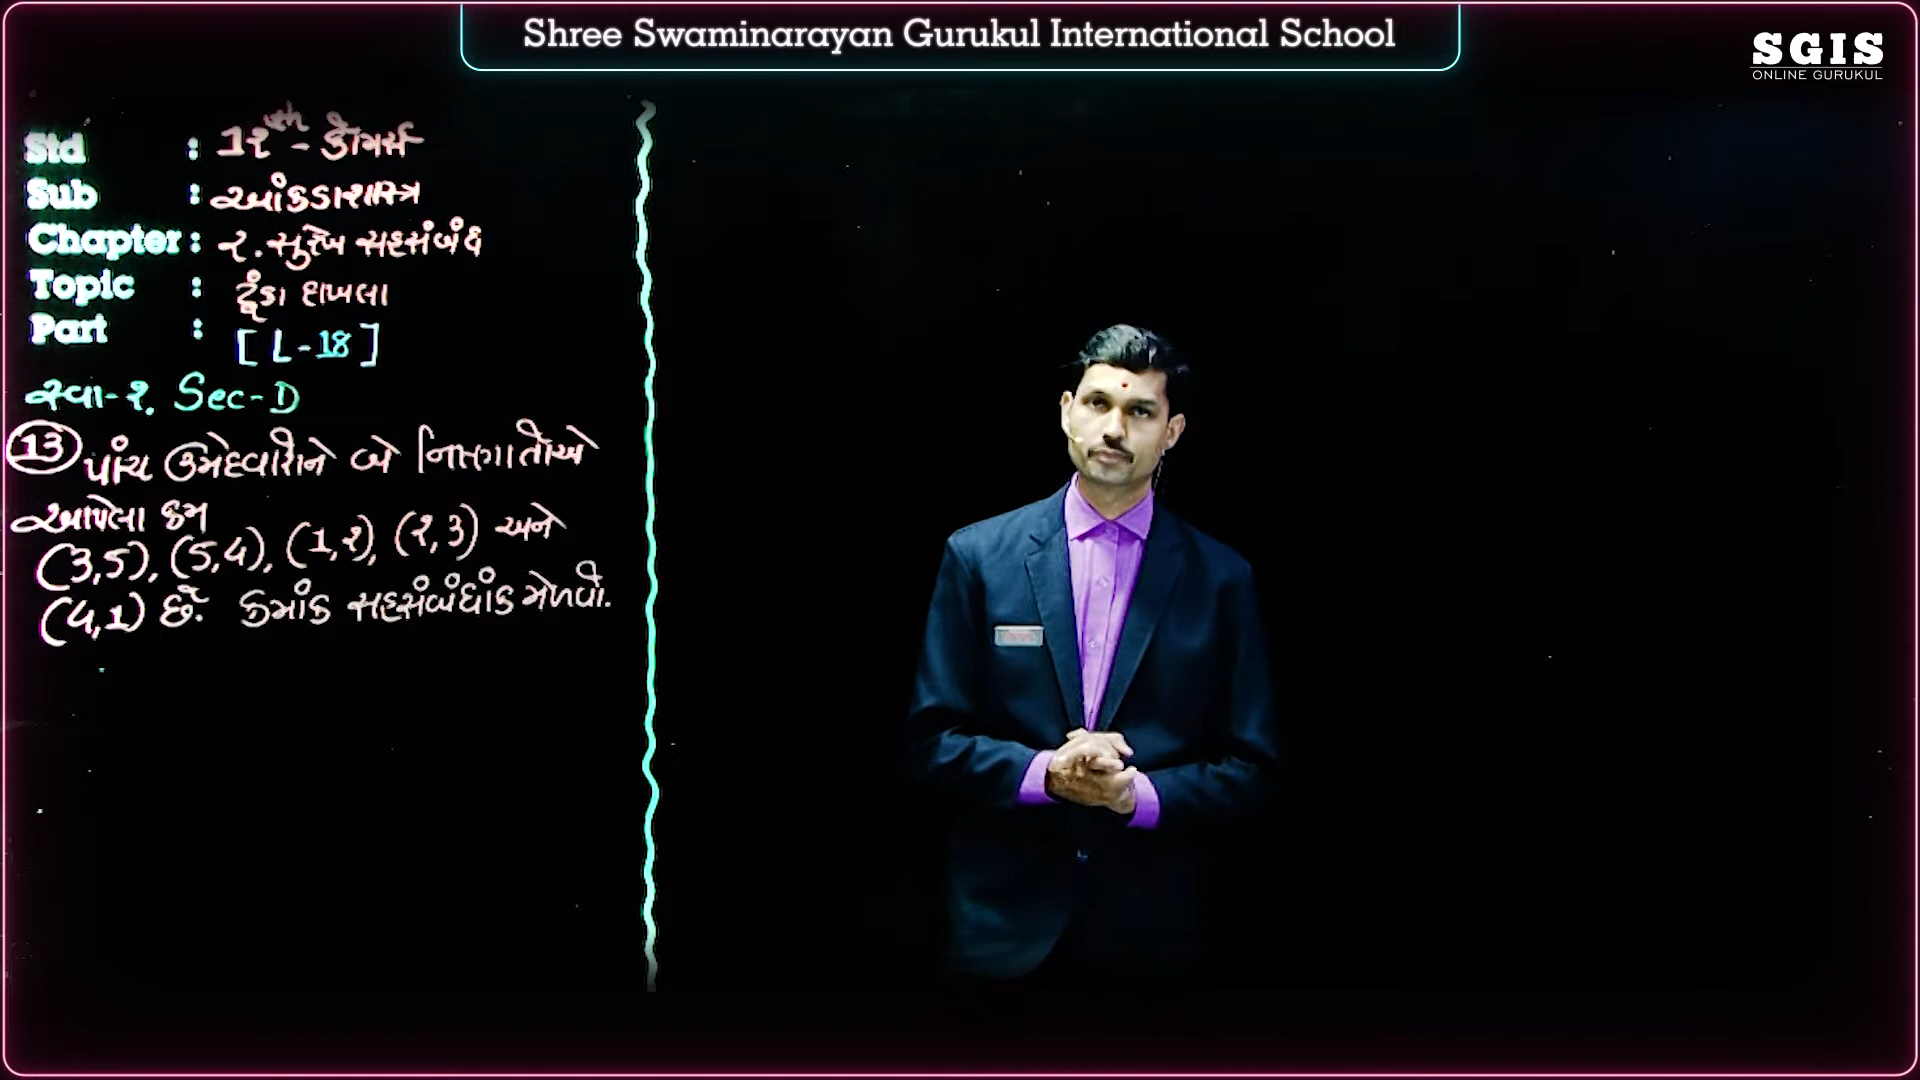 Shree Swaminarayan Gurukul International School
SGIS
ONLINE GURUKUL
Std : 12th - કોમર્સ
Sub : આંકડાશાસ્ત્ર
Chapter : 2. સુરેખ સહસંબંધ
Topic : ટૂંકા દાખલા
Part : [ L-18 ]
સ્વા-2. Sec-D
13 પાંચ ઉમેદવારોને બે નિષ્ણાતોએ
આપેલા ક્રમ
(3,5), (5,4), (1,2), (2,3) અને
(4,1) છે. ક્રમાંક સહસંબંધાંક મેળવો.